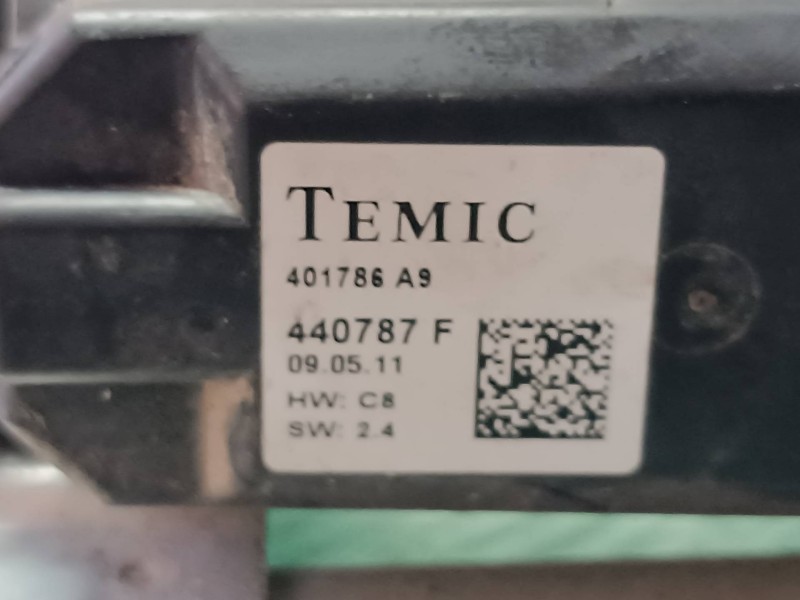 TEMIC
401786 A9
440787 F
09.05.11
HW: C8
SW: 2.4